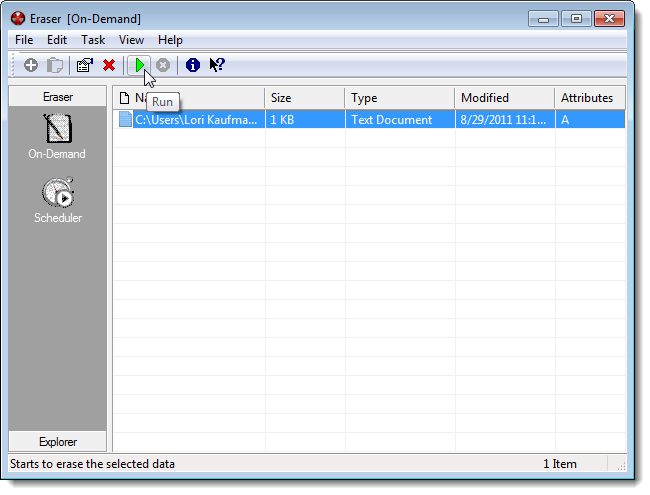 Eraser [On-Demand]
File Edit Task View Help
Eraser
On-Demand
Scheduler
Explorer
Size Type Modified Attributes
Run
C:\Users\Lori Kaufma... 1 KB Text Document 8/29/2011 11:1... A
Starts to erase the selected data 1 Item